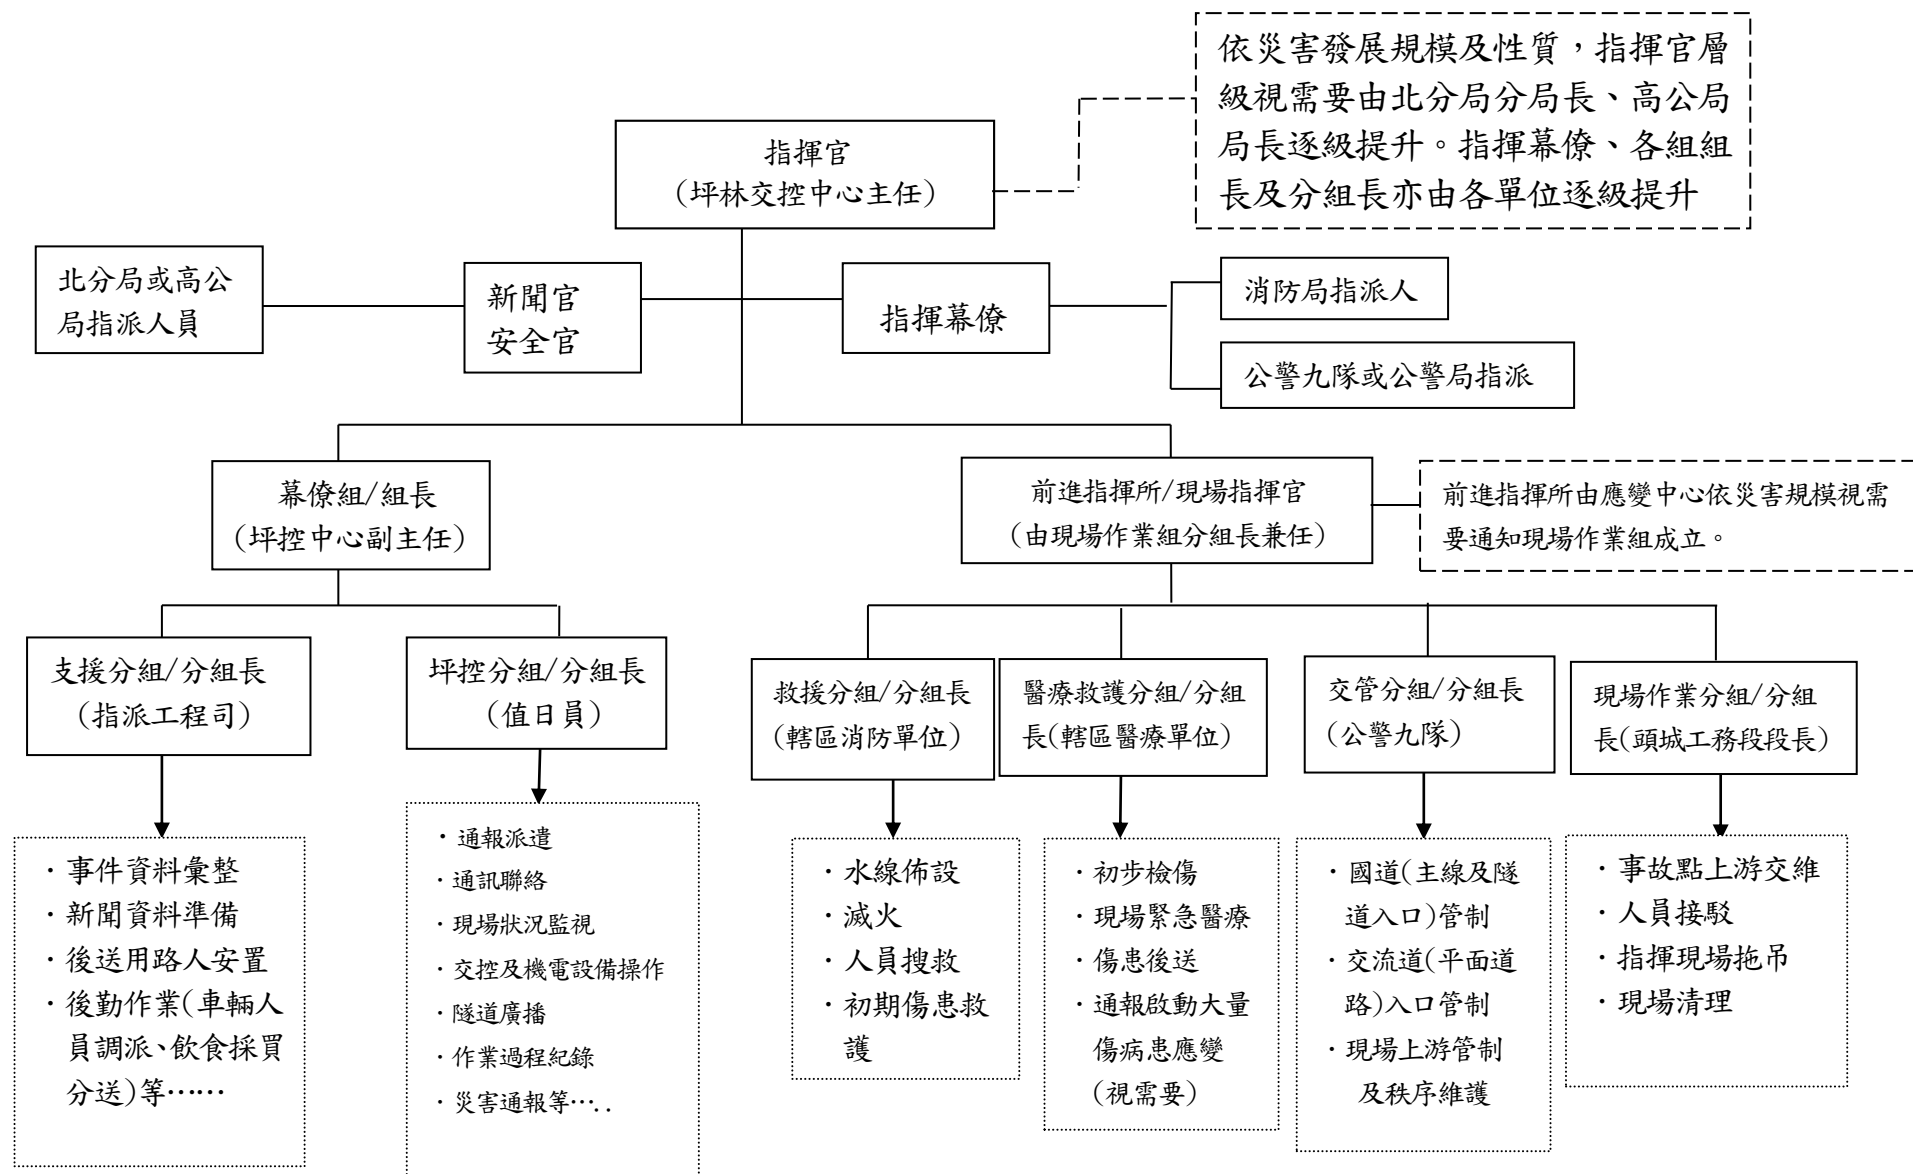 依災害發展規模及性質，指揮官層
級視需要由北分局分局長、高公局
局長逐級提升。指揮幕僚、各組組
長及分組長亦由各單位逐級提升
指揮官
(坪林交控中心主任)
北分局或高公
局指派人員
新聞官
安全官
指揮幕僚
消防局指派人
公警九隊或公警局指派
幕僚組/組長
(坪控中心副主任)
前進指揮所/現場指揮官
(由現場作業組分組長兼任)
前進指揮所由應變中心依災害規模視需
要通知現場作業組成立。
支援分組/分組長
(指派工程司)
坪控分組/分組長
(值日員)
救援分組/分組長
(轄區消防單位)
醫療救護分組/分組
長(轄區醫療單位)
交管分組/分組長
(公警九隊)
現場作業分組/分組
長(頭城工務段段長)
·事件資料彙整
·新聞資料準備
·後送用路人安置
·後勤作業(車輛人
員調派、飲食採買
分送)等……
·通報派遣
·通訊聯絡
·現場狀況監視
·交控及機電設備操作
·隧道廣播
·作業過程紀錄
·災害通報等…..
·水線佈設
·滅火
·人員搜救
·初期傷患救
護
·初步檢傷
·現場緊急醫療
·傷患後送
·通報啟動大量
傷病患應變
(視需要)
·國道(主線及隧
道入口)管制
·交流道(平面道
路)入口管制
·現場上游管制
及秩序維護
·事故點上游交維
·人員接駁
·指揮現場拖吊
·現場清理